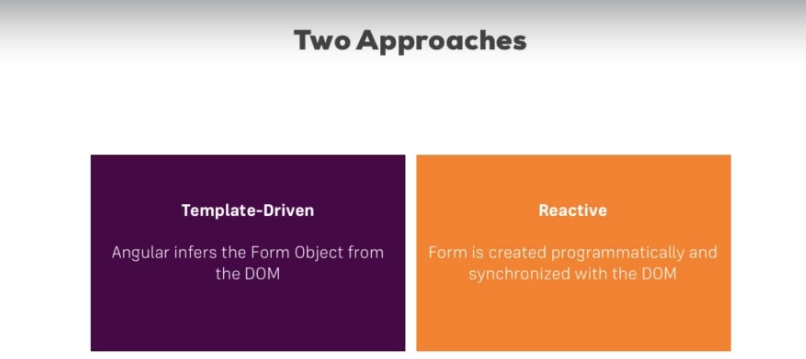 Two Approaches
Template-Driven
Angular infers the Form Object from
the DOM
Reactive
Form is created programmatically and
synchronized with the DOM